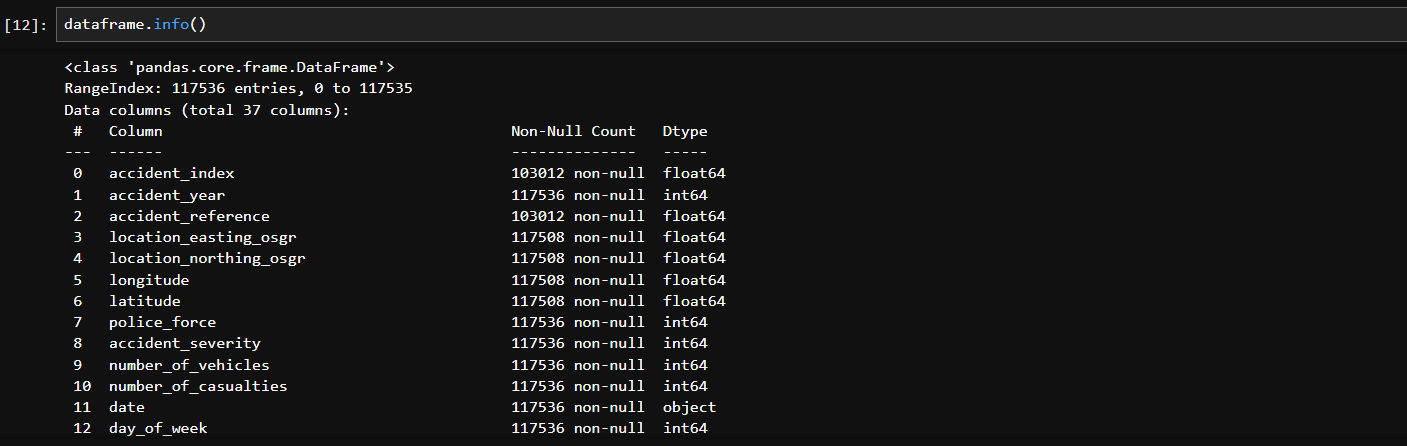 [12]: dataframe.info()
<class 'pandas.core.frame.DataFrame'>
RangeIndex: 117536 entries, 0 to 117535
Data columns (total 37 columns):
 #   Column                                       Non-Null Count   Dtype
---  ------                                       --------------   -----
 0   accident_index                               103012 non-null  float64
 1   accident_year                                117536 non-null  int64
 2   accident_reference                           103012 non-null  float64
 3   location_easting_osgr                        117508 non-null  float64
 4   location_northing_osgr                       117508 non-null  float64
 5   longitude                                    117508 non-null  float64
 6   latitude                                     117508 non-null  float64
 7   police_force                                 117536 non-null  int64
 8   accident_severity                            117536 non-null  int64
 9   number_of_vehicles                           117536 non-null  int64
 10  number_of_casualties                         117536 non-null  int64
 11  date                                         117536 non-null  object
 12  day_of_week                                  117536 non-null  int64